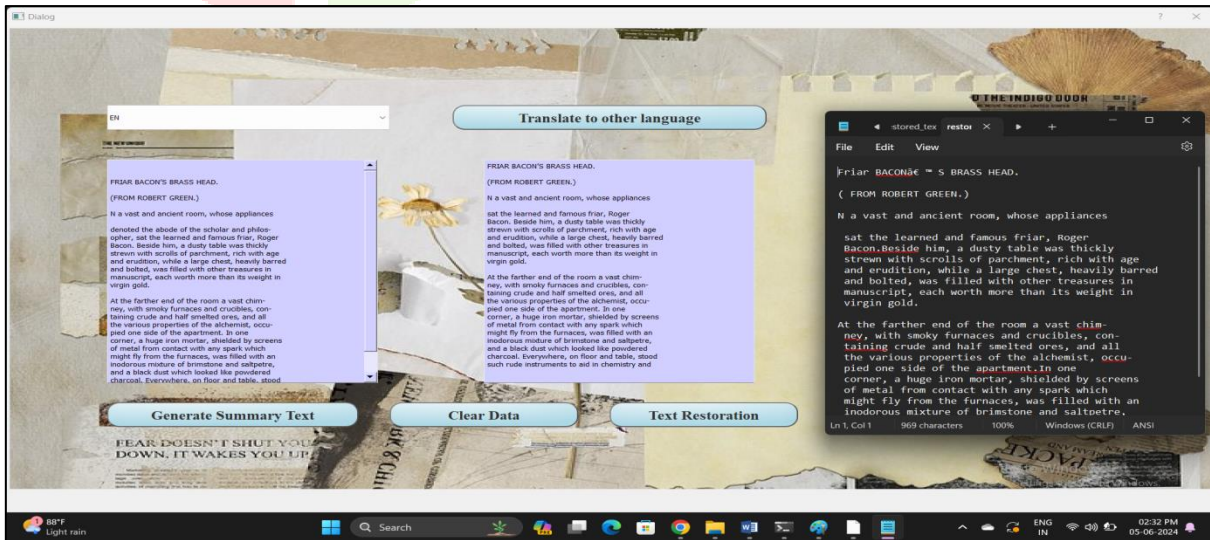 Dialog
?
EN
Translate to other language
FRIAR BACON'S BRASS HEAD.
(FROM ROBERT GREEN.)
N a vast and ancient room, whose appliances
denoted the abode of the scholar and philos-
opher, sat the learned and famous friar, Roger
Bacon. Beside him, a dusty table was thickly
strewn with scrolls of parchment, rich with age
and erudition, while a large chest, heavily barred
and bolted, was filled with other treasures in
manuscript, each worth more than its weight in
virgin gold.
At the farther end of the room a vast chim-
ney, with smoky furnaces and crucibles, con-
taining crude and half smelted ores, and all
the various properties of the alchemist, occu-
pied one side of the apartment. In one
corner, a huge iron mortar, shielded by screens
of metal from contact with any spark which
might fly from the furnaces, was filled with an
inodorous mixture of brimstone and saltpetre,
and a black dust which looked like powdered
charcoal. Everywhere, on floor and table, stood
FRIAR BACON'S BRASS HEAD.
(FROM ROBERT GREEN.)
N a vast and ancient room, whose appliances
sat the learned and famous friar, Roger
Bacon. Beside him, a dusty table was thickly
strewn with scrolls of parchment, rich with age
and erudition, while a large chest, heavily barred
and bolted, was filled with other treasures in
manuscript, each worth more than its weight in
virgin gold.
At the farther end of the room a vast chim-
ney, with smoky furnaces and crucibles, con-
taining crude and half smelted ores, and all
the various properties of the alchemist, occu-
pied one side of the apartment. In one
corner, a huge iron mortar, shielded by screens
of metal from contact with any spark which
might fly from the furnaces, was filled with an
inodorous mixture of brimstone and saltpetre,
and a black dust which looked like powdered
charcoal. Everywhere, on floor and table, stood
such rude instruments to aid in chemistry and
Generate Summary Text
Clear Data
Text Restoration
FEAR DOESN'T SHUT YOU
DOWN, IT WAKES YOU UP
O THE INDIGO DOOR
stored_tex restor
File Edit View
Friar BACONâ€ ™ S BRASS HEAD.
( FROM ROBERT GREEN.)
N a vast and ancient room, whose appliances
sat the learned and famous friar, Roger
Bacon.Beside him, a dusty table was thickly
strewn with scrolls of parchment, rich with age
and erudition, while a large chest, heavily barred
and bolted, was filled with other treasures in
manuscript, each worth more than its weight in
virgin gold.
At the farther end of the room a vast chim-
ney, with smoky furnaces and crucibles, con-
taining crude and half smelted ores, and all
the various properties of the alchemist, occu-
pied one side of the apartment.In one
corner, a huge iron mortar, shielded by screens
of metal from contact with any spark which
might fly from the furnaces, was filled with an
inodorous mixture of brimstone and saltpetre,
Ln 1, Col 1 969 characters 100% Windows (CRLF) ANSI
88°F
Light rain
Search
ENG
IN
02:32 PM
05-06-2024